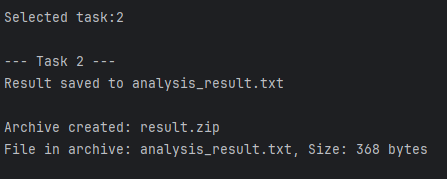 Selected task:2
--- Task 2 ---
Result saved to analysis_result.txt
Archive created: result.zip
File in archive: analysis_result.txt, Size: 368 bytes